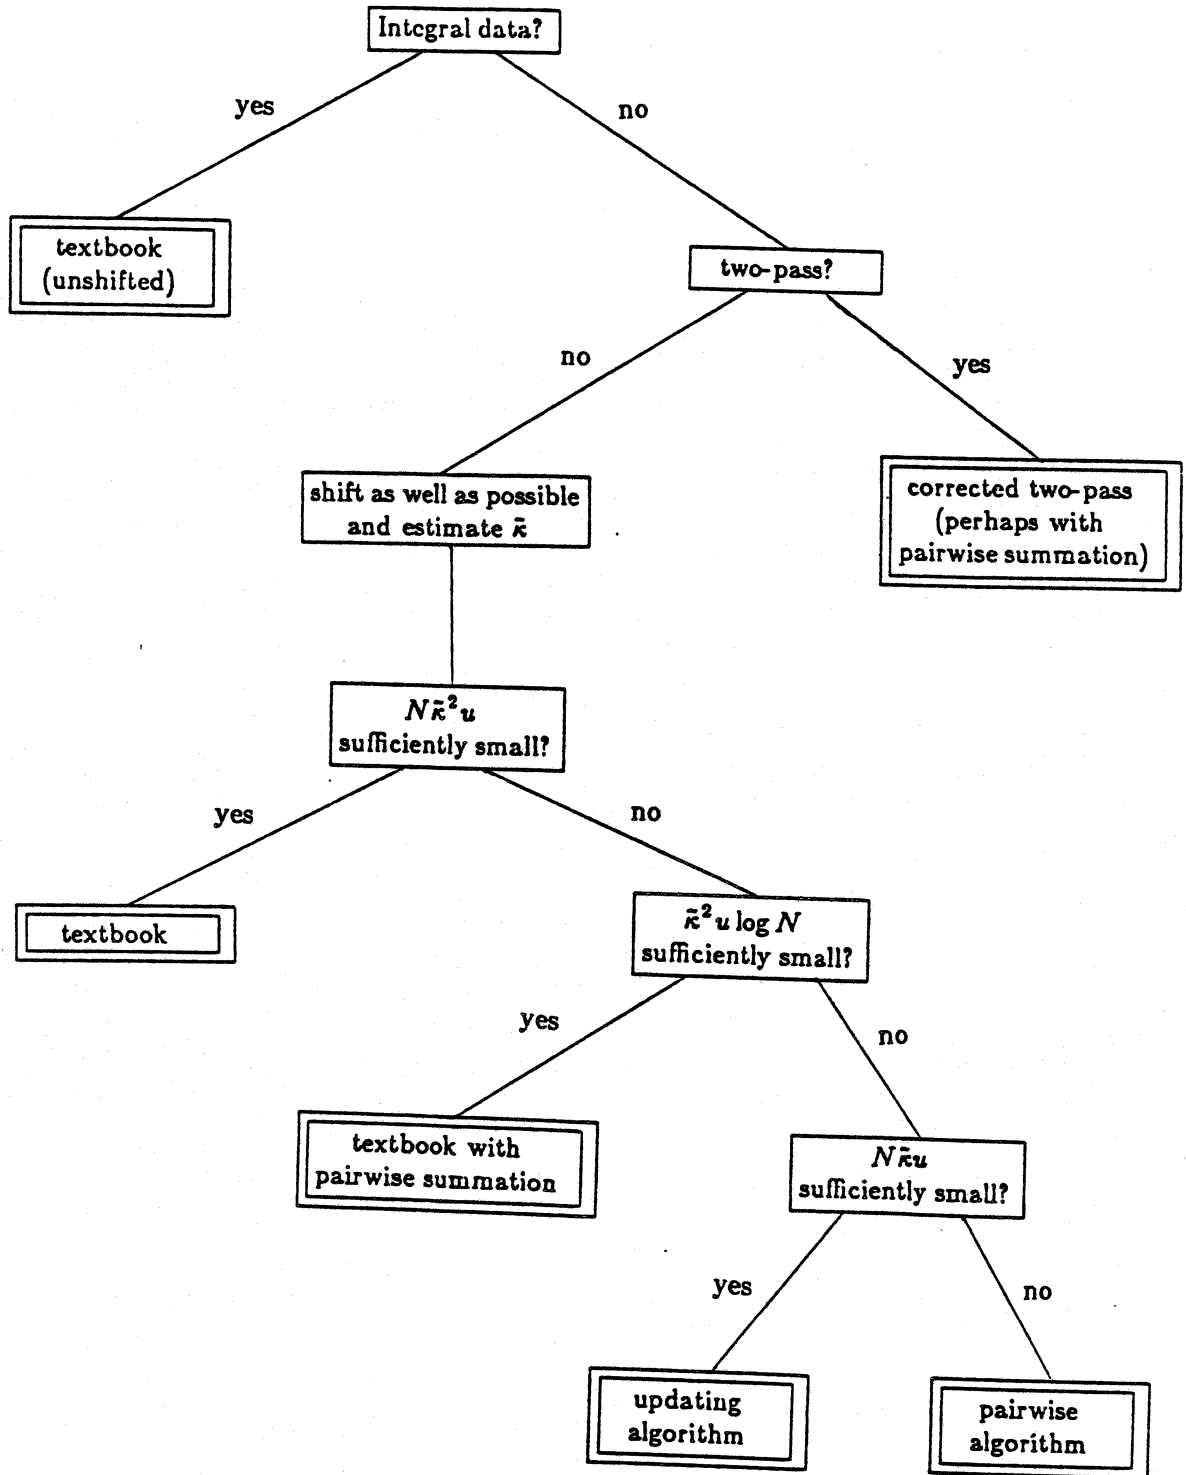 Integral data?
yes
no
textbook
(unshifted)
two-pass?
no
yes
shift as well as possible
and estimate κ̃
corrected two-pass
(perhaps with
pairwise summation)
Nκ̃²u
sufficiently small?
yes
no
textbook
κ̃²u log N
sufficiently small?
yes
no
textbook with
pairwise summation
Nκ̃u
sufficiently small?
yes
no
updating
algorithm
pairwise
algorithm